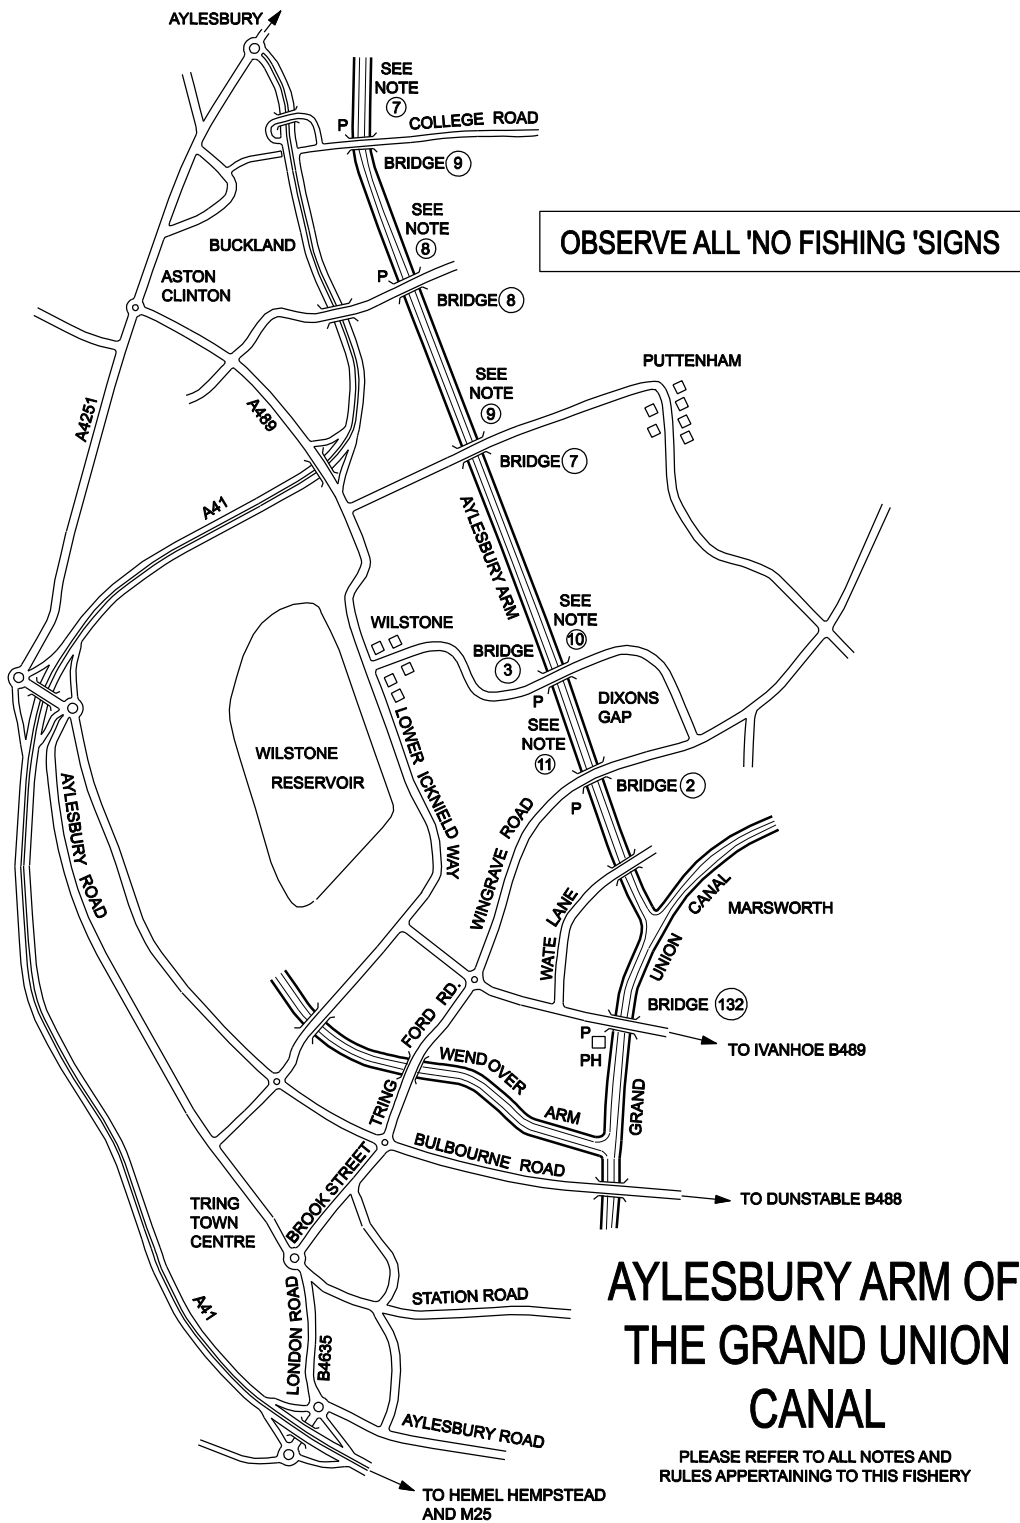 AYLESBURY
SEE
NOTE
7
P
COLLEGE ROAD
BRIDGE 9
SEE
NOTE
8
BUCKLAND
OBSERVE ALL 'NO FISHING 'SIGNS
P
ASTON
CLINTON
BRIDGE 8
PUTTENHAM
SEE
NOTE
9
A4251
A489
BRIDGE 7
A41
AYLESBURY ARM
SEE
NOTE
10
WILSTONE
BRIDGE
3
P
DIXONS
GAP
LOWER ICKNIELD WAY
SEE
NOTE
11
WILSTONE
RESERVOIR
BRIDGE 2
P
AYLESBURY ROAD
WINGRAVE ROAD
WATE LANE
UNION CANAL
MARSWORTH
BRIDGE 132
P
PH
TO IVANHOE B489
TRING FORD RD.
WENDOVER ARM
GRAND
BULBOURNE ROAD
BROOK STREET
TO DUNSTABLE B488
TRING
TOWN
CENTRE
AYLESBURY ARM OF
THE GRAND UNION
CANAL
STATION ROAD
A41
LONDON ROAD
B4635
AYLESBURY ROAD
PLEASE REFER TO ALL NOTES AND
RULES APPERTAINING TO THIS FISHERY
TO HEMEL HEMPSTEAD
AND M25